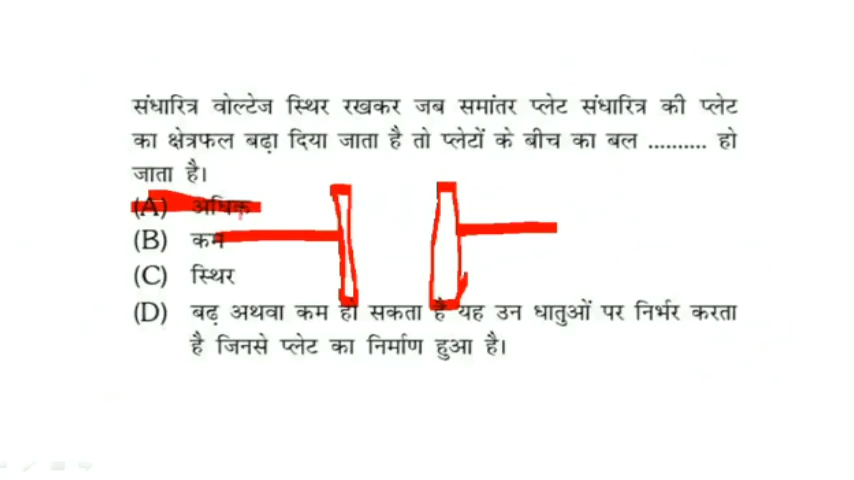 संधारित्र वोल्टेज स्थिर रखकर जब समांतर प्लेट संधारित्र की प्लेट
का क्षेत्रफल बढ़ा दिया जाता है तो प्लेटों के बीच का बल .......... हो
जाता है।
(A) अधिक
(B) कम
(C) स्थिर
(D) बढ़ अथवा कम हो सकता है यह उन धातुओं पर निर्भर करता
है जिनसे प्लेट का निर्माण हुआ है।